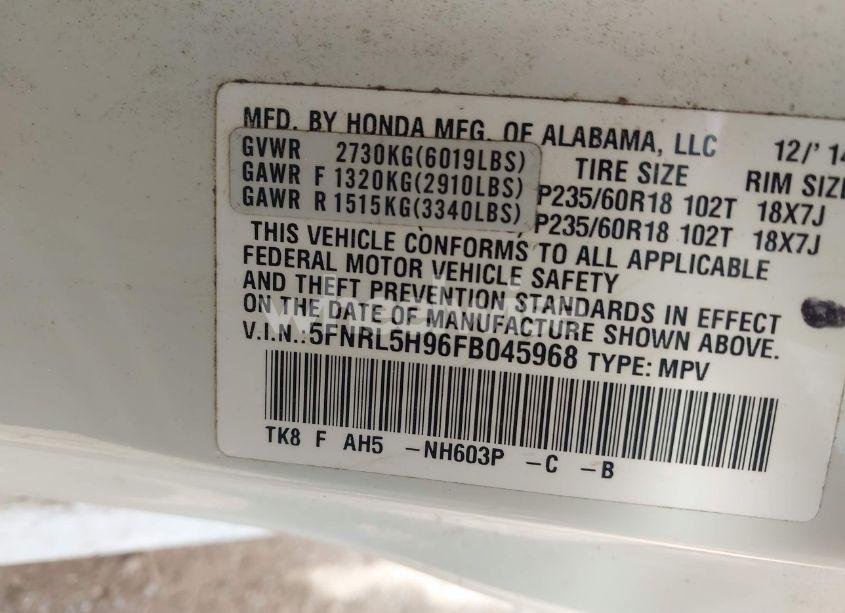 MFD. BY HONDA MFG. OF ALABAMA, LLC 12/' 14
GVWR 2730KG(6019LBS) TIRE SIZE RIM SIZE
GAWR F 1320KG(2910LBS) P235/60R18 102T 18X7J
GAWR R 1515KG(3340LBS) P235/60R18 102T 18X7J
THIS VEHICLE CONFORMS TO ALL APPLICABLE
FEDERAL MOTOR VEHICLE SAFETY
AND THEFT PREVENTION STANDARDS IN EFFECT
ON THE DATE OF MANUFACTURE SHOWN ABOVE.
V.I.N.:5FNRL5H96FB045968 TYPE: MPV
TK8 F AH5 -NH603P -C -B